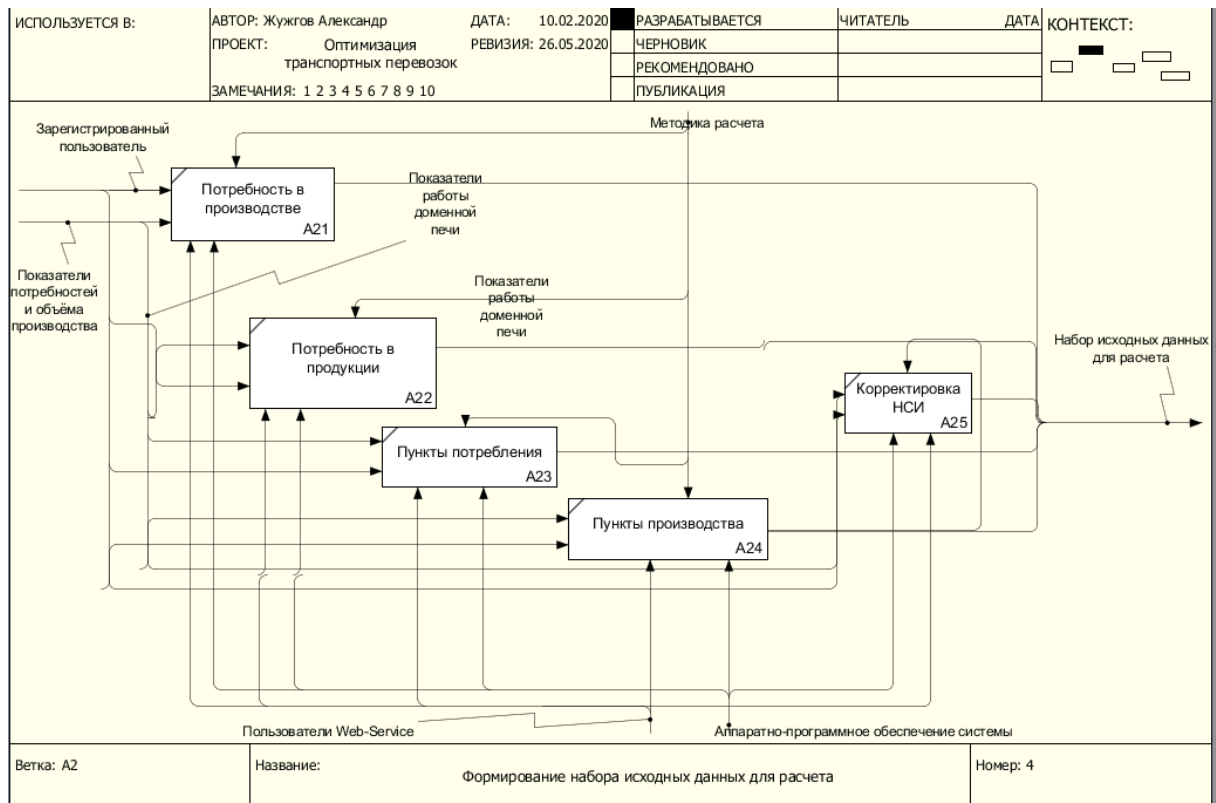 ИСПОЛЬЗУЕТСЯ В:
АВТОР: Жужгов Александр
ДАТА: 10.02.2020
ПРОЕКТ: Оптимизация
транспортных перевозок
РЕВИЗИЯ: 26.05.2020
ЗАМЕЧАНИЯ: 1 2 3 4 5 6 7 8 9 10
РАЗРАБАТЫВАЕТСЯ
ЧЕРНОВИК
РЕКОМЕНДОВАНО
ПУБЛИКАЦИЯ
ЧИТАТЕЛЬ
ДАТА
КОНТЕКСТ:
Зарегистрированный
пользователь
Методика расчета
Потребность в
производстве
A21
Показатели
работы
доменной
печи
Показатели
потребностей
и объёма
производства
Показатели
работы
доменной
печи
Потребность в
продукции
A22
Набор исходных данных
для расчета
Корректировка
НСИ
A25
Пункты потребления
A23
Пункты производства
A24
Пользователи Web-Service
Аппаратно-программное обеспечение системы
Ветка: A2
Название:
Формирование набора исходных данных для расчета
Номер: 4